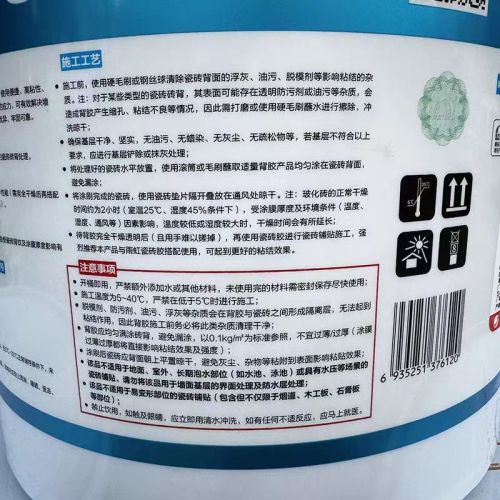 施工工艺
施工前，使用硬毛刷或钢丝球清除瓷砖背面的浮灰、油污、脱模剂等影响粘结的杂
质。注：对于某些类型的瓷砖砖背，其表面可能存在透明防污剂或油污等杂质，会
造成背胶产生缩孔、粘结不良等情况，因此需打磨或使用硬毛刷蘸水进行擦除，冲
洗晾干；
确保基层干净、坚实，无油污、无蜡染、无灰尘、无疏松物等，若基层不符合以上
要求，应进行基层铲除或抹灰处理；
将处理好的瓷砖水平放置，使用滚筒或毛刷蘸取适量背胶产品均匀涂在瓷砖背面，
避免漏涂；
将涂刷完成的瓷砖，使用瓷砖垫片隔开叠放在通风处晾干。注：玻化砖的正常干燥
时间约为2小时（室温25℃、湿度45%条件下），受涂膜厚度及环境条件（温度、
湿度、通风等）因素影响，温度较低或湿度较大时，干燥时间会有所延长；
待背胶完全干燥透明后（且用手难以搓掉），再使用瓷砖胶进行瓷砖铺贴施工，强
烈推荐本产品与雨虹瓷砖胶搭配使用，可起到更好的粘结效果。
注意事项
开桶即用，严禁额外添加水或其他材料，未使用完的材料需密封保存尽快使用；
施工温度为5~40℃，严禁在低于5℃时进行施工；
脱模剂、防污剂、油污、浮灰等杂质会在背胶与瓷砖之间形成隔离层，无法起到
粘结作用，因此背胶施工前务必将此类杂质清理干净；
背胶应均匀满涂砖背，避免漏涂，以0.1kg/m²为标准参照，不宜过薄/过厚（涂膜
过薄过厚都将直接影响粘结效果及强度）；
涂刷后瓷砖应背面朝上平置晾干，避免灰尘、杂物等粘附到表面影响粘贴效果；
该品不适用于地面、室外、长期泡水部位（如水池、泳池）或具有水压等场景的
瓷砖铺贴，请勿将该品用于墙面基层的界面处理及防水层处理；
该品不适用于易变形部位的瓷砖铺贴（包含但不仅限于烟道、木工板、石膏板
等部位）；
禁止饮用，如触及眼睛，应立即用清水冲洗，如有任何不适反应，应马上就医。
6 935251 376120
5℃